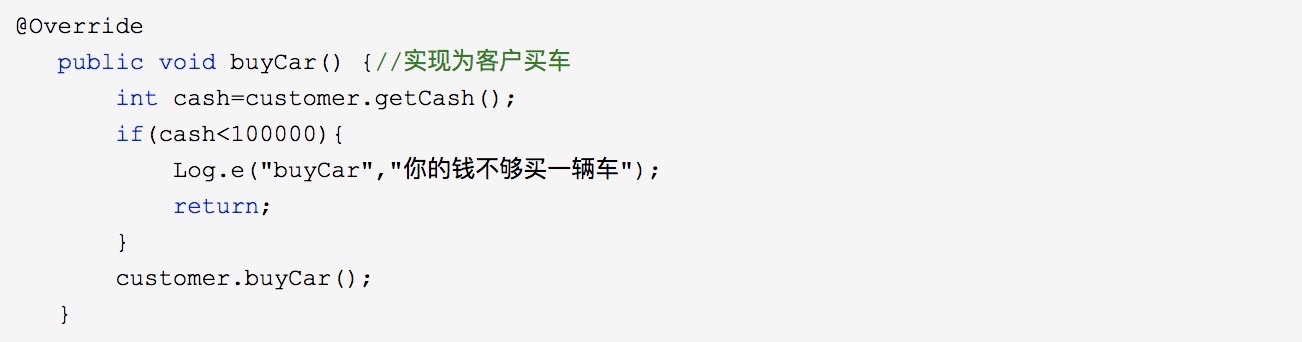 @Override
public void buyCar() {//实现为客户买车
int cash=customer.getCash();
if(cash<100000){
Log.e("buyCar","你的钱不够买一辆车");
return;
}
customer.buyCar();
}